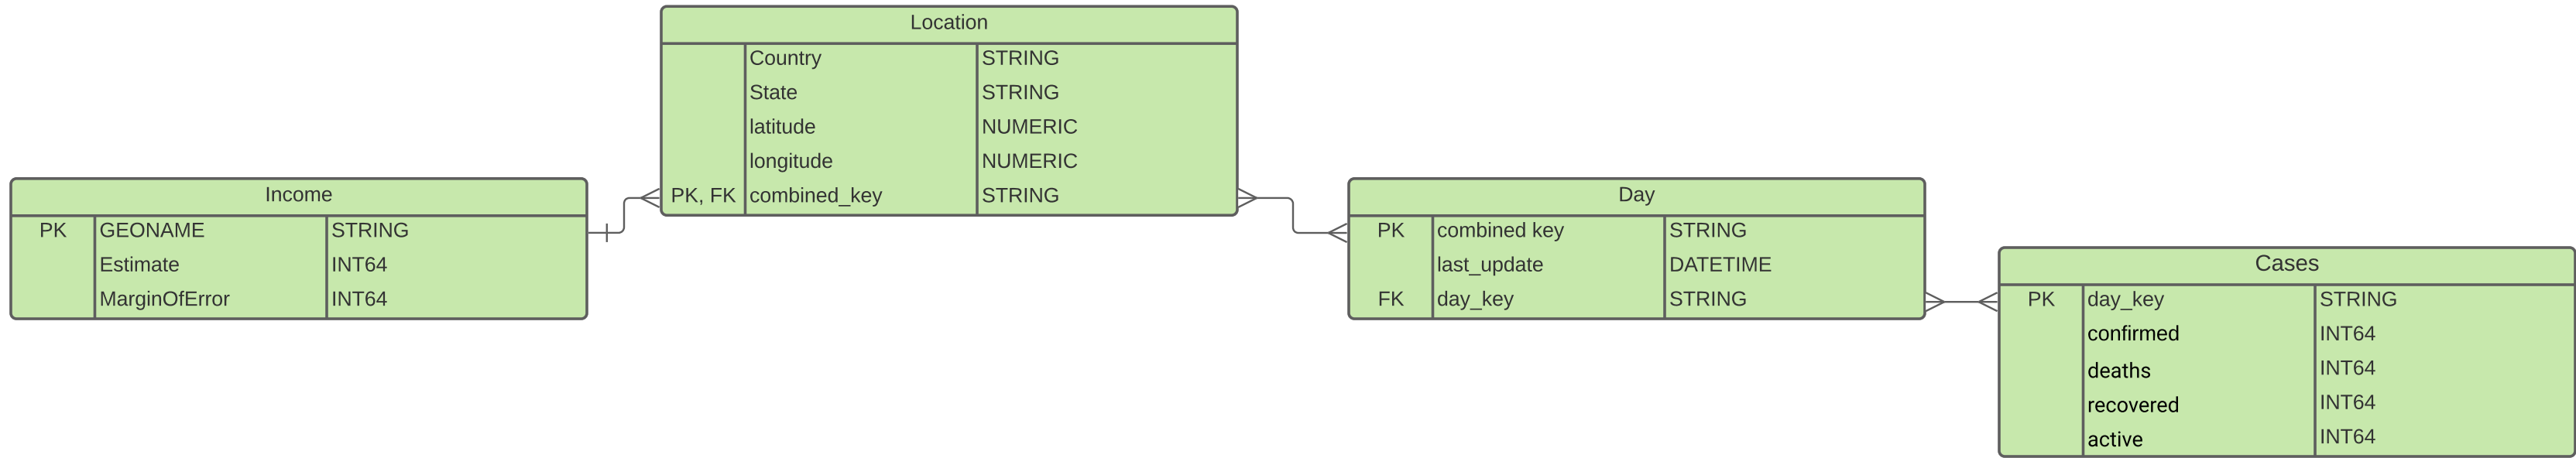 Income
PK GEONAME STRING
Estimate INT64
MarginOfError INT64
Location
Country STRING
State STRING
latitude NUMERIC
longitude NUMERIC
PK, FK combined_key STRING
Day
PK combined key STRING
last_update DATETIME
FK day_key STRING
Cases
PK day_key STRING
confirmed INT64
deaths INT64
recovered INT64
active INT64